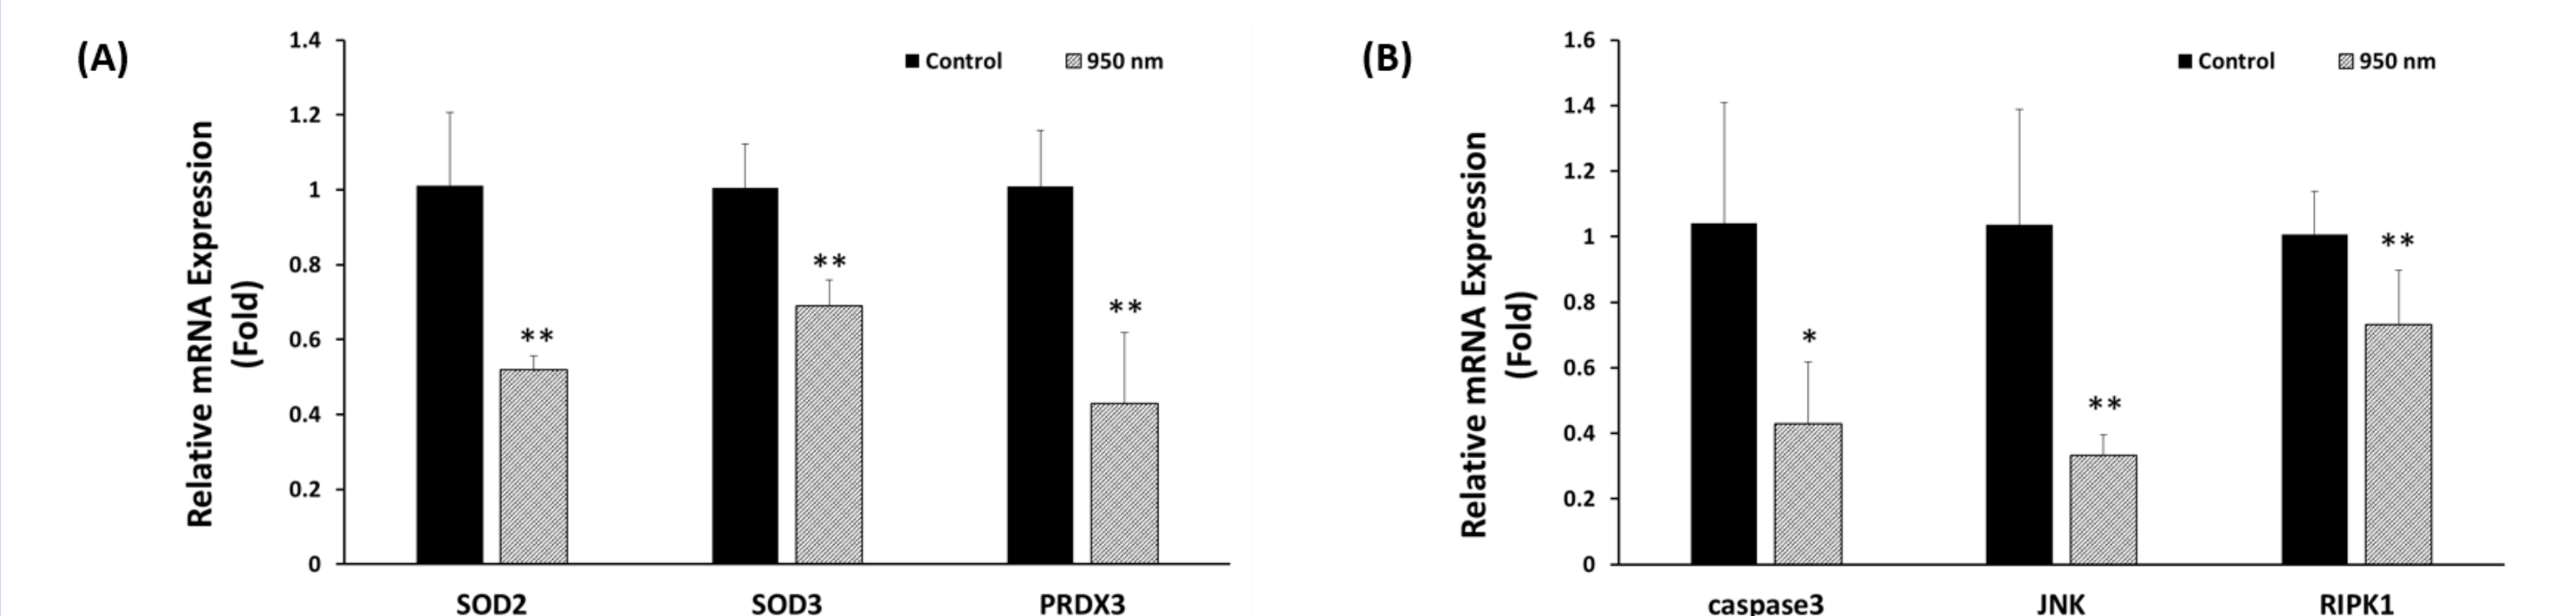 (A)
Relative mRNA Expression
(Fold)
1.4
1.2
1
0.8
0.6
0.4
0.2
0
Control 950 nm
**
**
**
SOD2 SOD3 PRDX3
(B)
Relative mRNA Expression
(Fold)
1.6
1.4
1.2
1
0.8
0.6
0.4
0.2
0
Control 950 nm
*
**
**
caspase3 JNK RIPK1